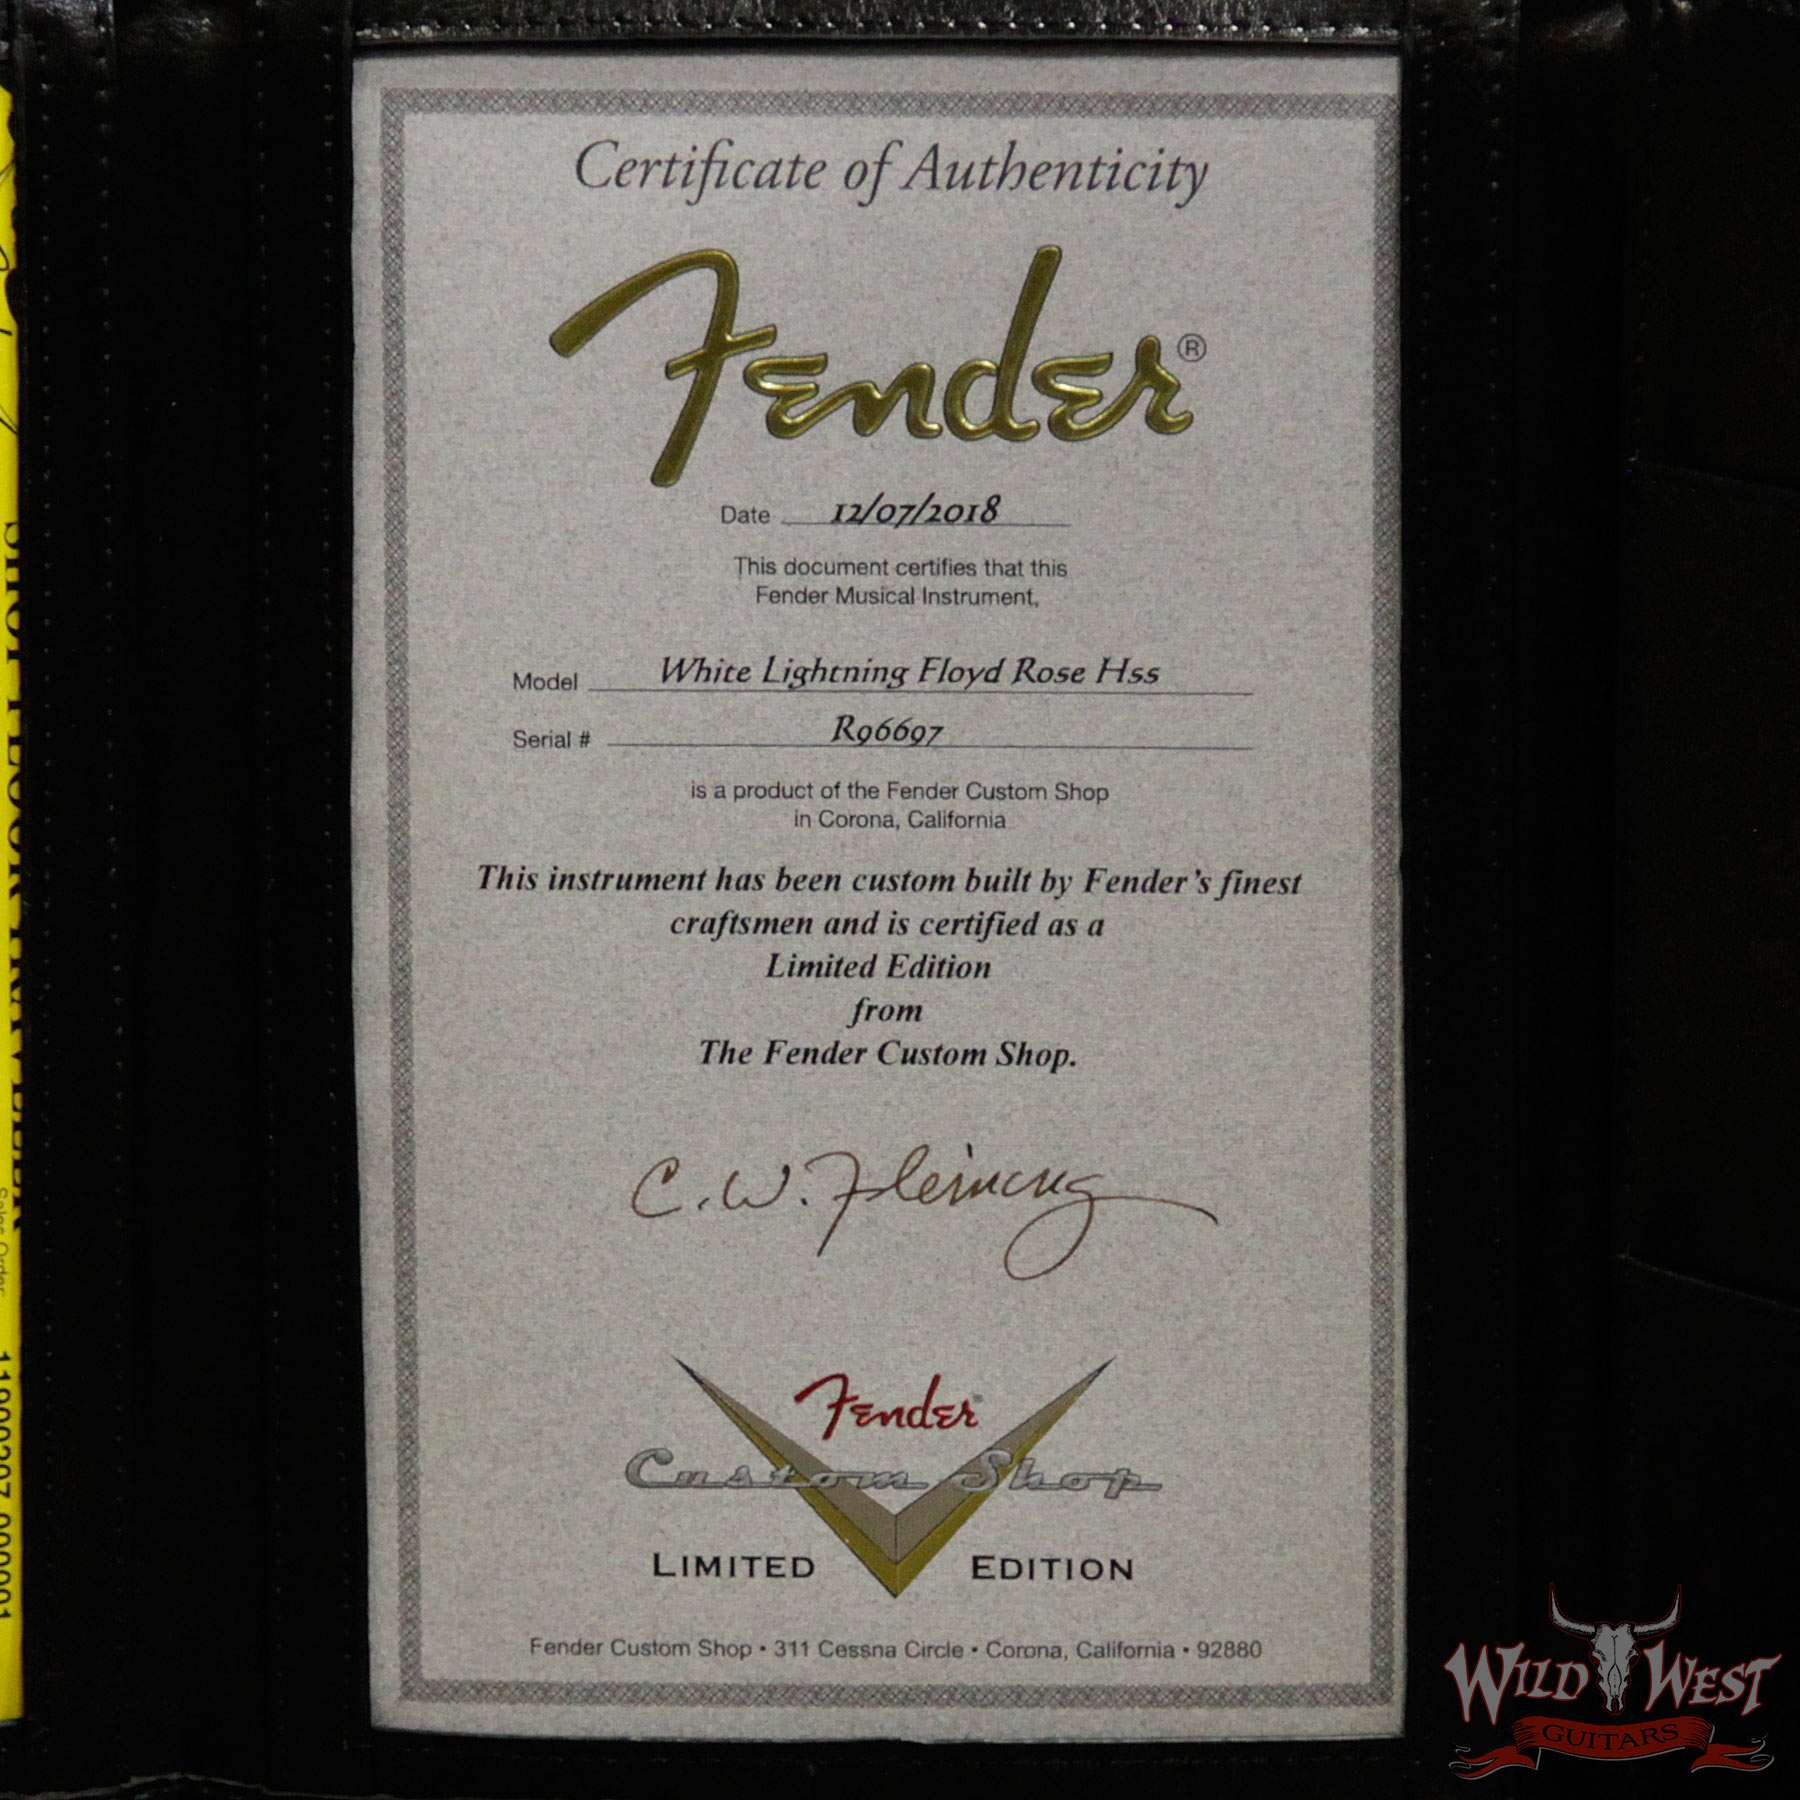 Certificate of Authenticity
Fender®
Date 12/07/2018
This document certifies that this
Fender Musical Instrument,
Model White Lightning Floyd Rose Hss
Serial # R96697
is a product of the Fender Custom Shop
in Corona, California
This instrument has been custom built by Fender's finest
craftsmen and is certified as a
Limited Edition
from
The Fender Custom Shop.
C. W. Fleming
Fender
Custom Shop
LIMITED EDITION
Fender Custom Shop • 311 Cessna Circle • Corona, California • 92880
WILD WEST
GUITARS